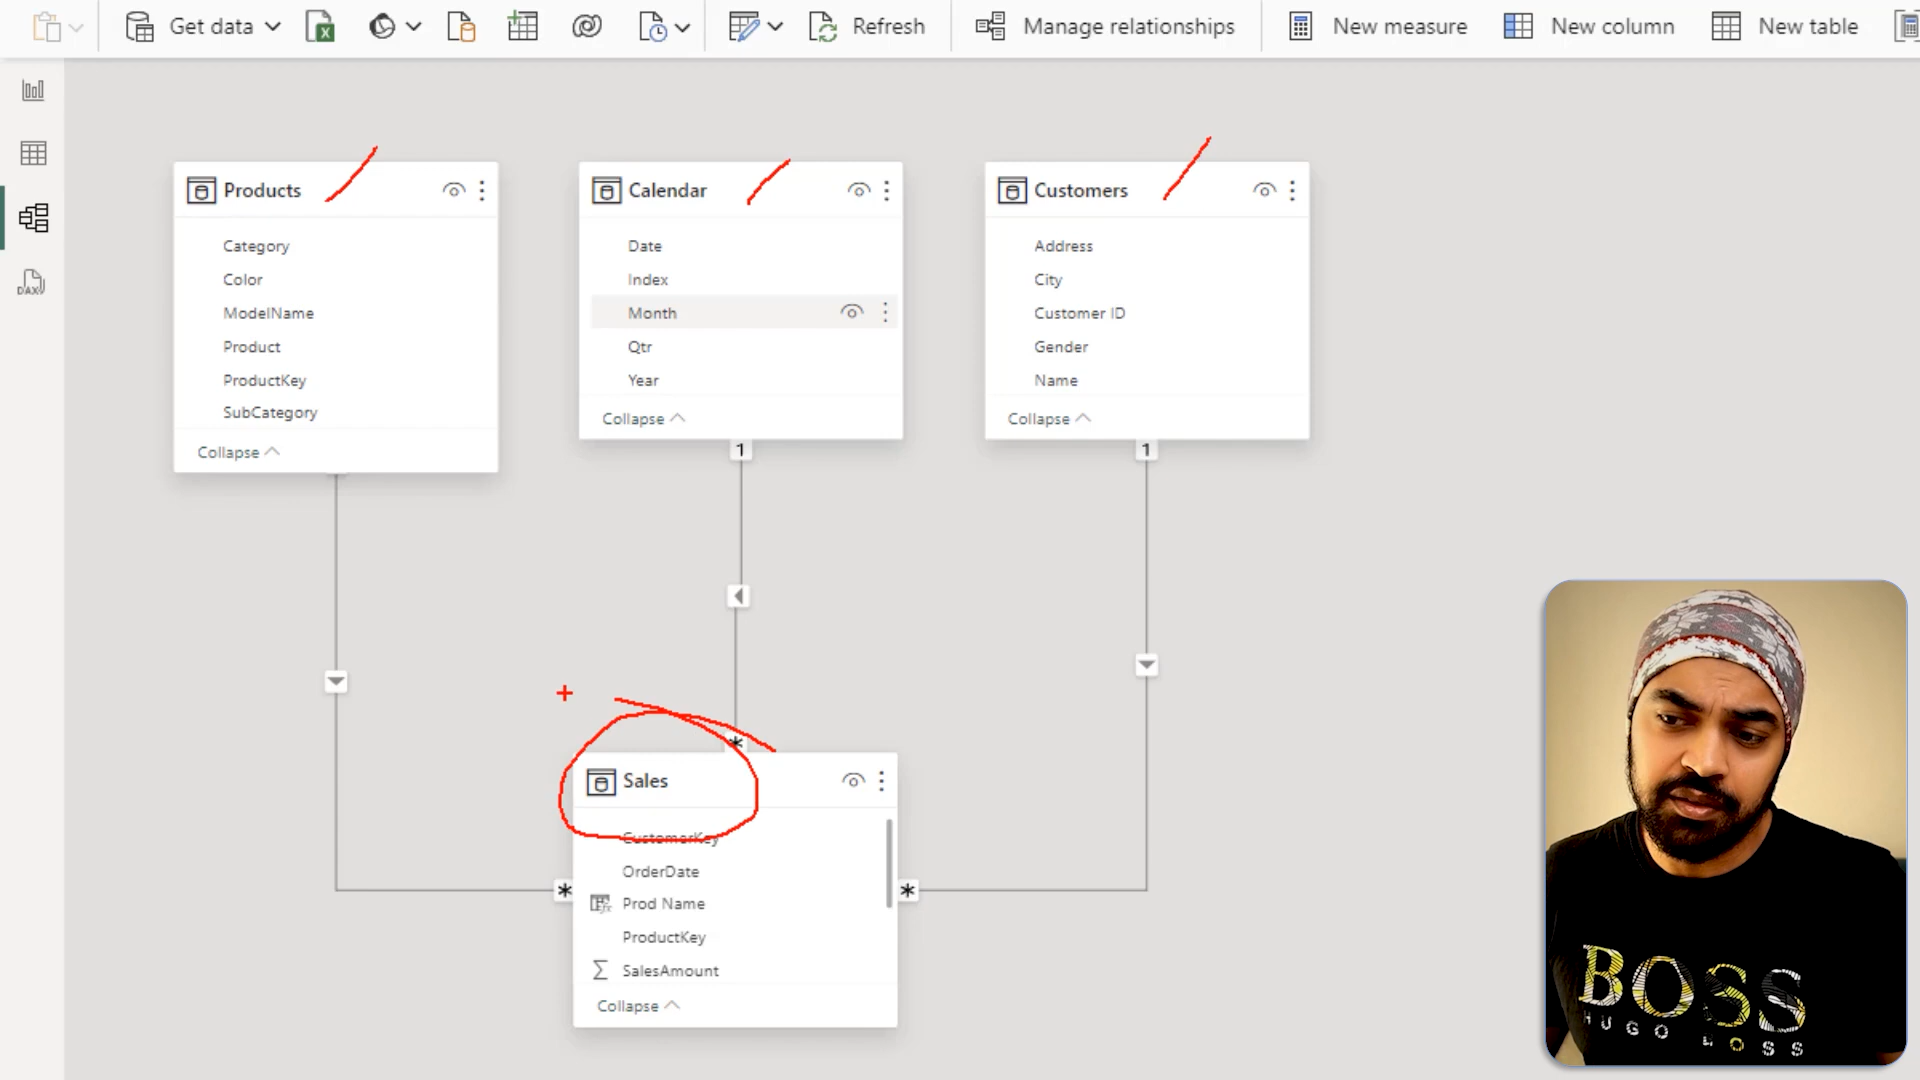 Get data
Refresh
Manage relationships
New measure
New column
New table
DAX
Products
Category
Color
ModelName
Product
ProductKey
SubCategory
Collapse
Calendar
Date
Index
Month
Qtr
Year
Collapse
1
Customers
Address
City
Customer ID
Gender
Name
Collapse
1
*
*
*
Sales
CustomerKey
OrderDate
Prod Name
ProductKey
SalesAmount
Collapse
BOSS
HUGO BOSS